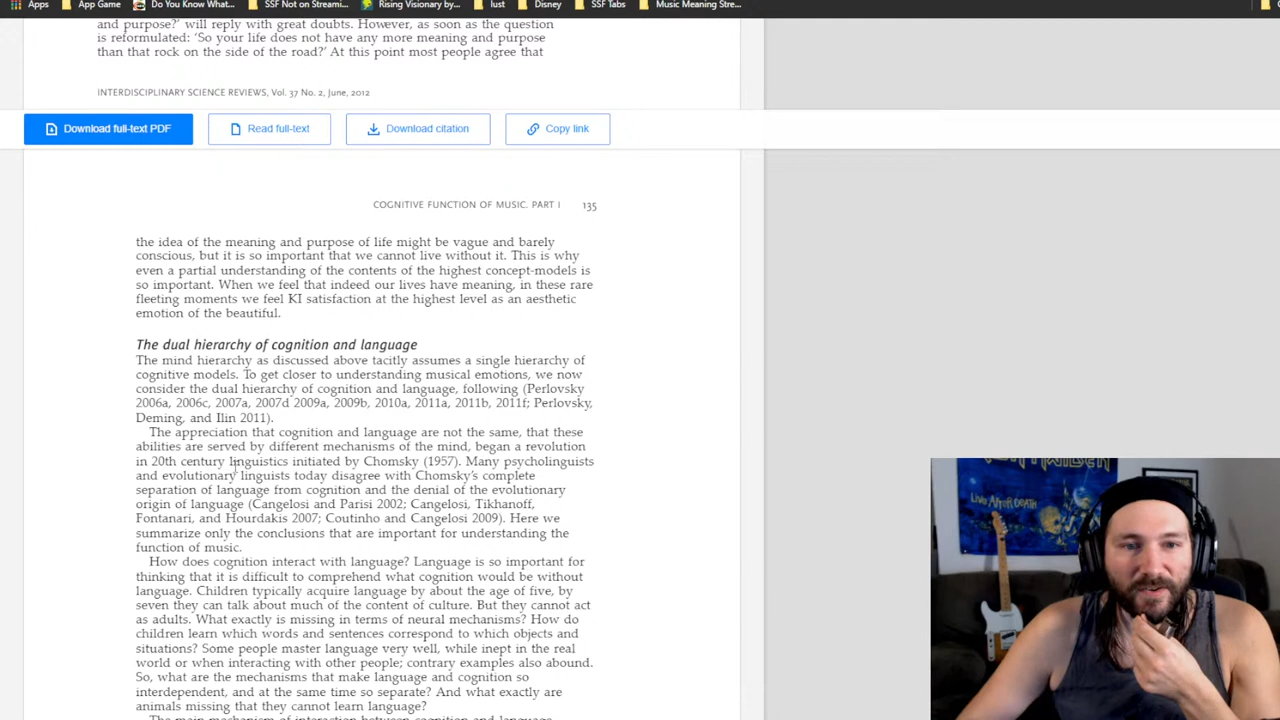 Apps App Game Do You Know What... SSF Not on Streami... Rising Visionary by... lust Disney SSF Tabs Music Meaning Stre...
and purpose?' will reply with great doubts. However, as soon as the question
is reformulated: 'So your life does not have any more meaning and purpose
than that rock on the side of the road?' At this point most people agree that
INTERDISCIPLINARY SCIENCE REVIEWS, Vol. 37 No. 2, June, 2012
Download full-text PDF Read full-text Download citation Copy link
COGNITIVE FUNCTION OF MUSIC. PART I 135
the idea of the meaning and purpose of life might be vague and barely
conscious, but it is so important that we cannot live without it. This is why
even a partial understanding of the contents of the highest concept-models is
so important. When we feel that indeed our lives have meaning, in these rare
fleeting moments we feel KI satisfaction at the highest level as an aesthetic
emotion of the beautiful.
The dual hierarchy of cognition and language
The mind hierarchy as discussed above tacitly assumes a single hierarchy of
cognitive models. To get closer to understanding musical emotions, we now
consider the dual hierarchy of cognition and language, following (Perlovsky
2006a, 2006c, 2007a, 2007d 2009a, 2009b, 2010a, 2011a, 2011b, 2011f; Perlovsky,
Deming, and Ilin 2011).
The appreciation that cognition and language are not the same, that these
abilities are served by different mechanisms of the mind, began a revolution
in 20th century linguistics initiated by Chomsky (1957). Many psycholinguists
and evolutionary linguists today disagree with Chomsky's complete
separation of language from cognition and the denial of the evolutionary
origin of language (Cangelosi and Parisi 2002; Cangelosi, Tikhanoff,
Fontanari, and Hourdakis 2007; Coutinho and Cangelosi 2009). Here we
summarize only the conclusions that are important for understanding the
function of music.
How does cognition interact with language? Language is so important for
thinking that it is difficult to comprehend what cognition would be without
language. Children typically acquire language by about the age of five, by
seven they can talk about much of the content of culture. But they cannot act
as adults. What exactly is missing in terms of neural mechanisms? How do
children learn which words and sentences correspond to which objects and
situations? Some people master language very well, while inept in the real
world or when interacting with other people; contrary examples also abound.
So, what are the mechanisms that make language and cognition so
interdependent, and at the same time so separate? And what exactly are
animals missing that they cannot learn language?
The main mechanism of interaction between cognition and language
LIVE AFTER DEATH